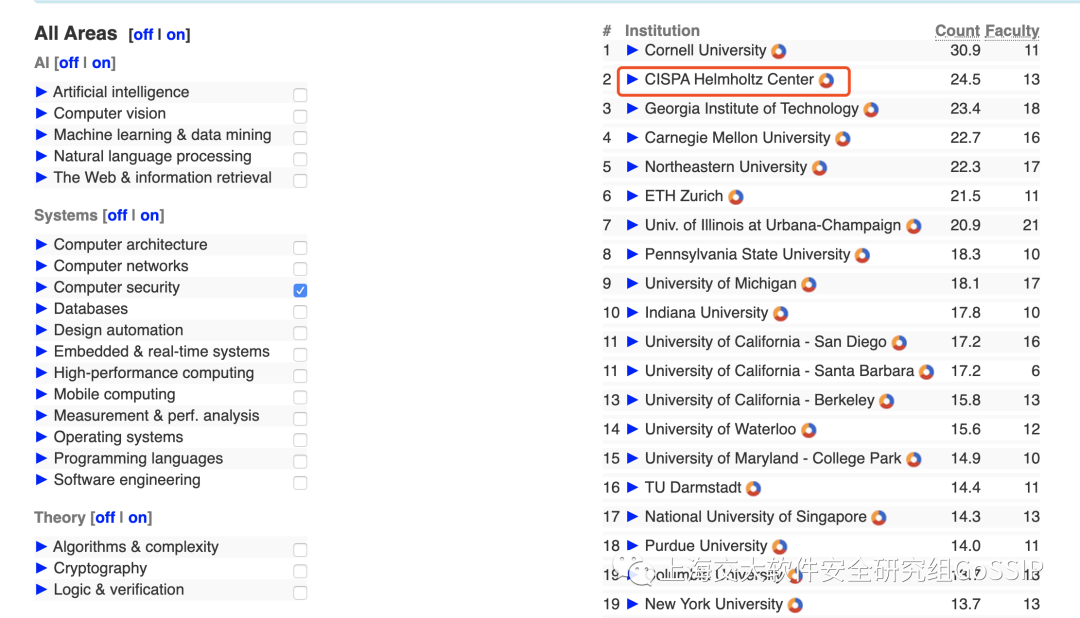 All Areas [off | on]
AI [off | on]
▶ Artificial intelligence
▶ Computer vision
▶ Machine learning & data mining
▶ Natural language processing
▶ The Web & information retrieval
Systems [off | on]
▶ Computer architecture
▶ Computer networks
▶ Computer security
▶ Databases
▶ Design automation
▶ Embedded & real-time systems
▶ High-performance computing
▶ Mobile computing
▶ Measurement & perf. analysis
▶ Operating systems
▶ Programming languages
▶ Software engineering
Theory [off | on]
▶ Algorithms & complexity
▶ Cryptography
▶ Logic & verification
# Institution Count Faculty
1 ▶ Cornell University 30.9 11
2 ▶ CISPA Helmholtz Center 24.5 13
3 ▶ Georgia Institute of Technology 23.4 18
4 ▶ Carnegie Mellon University 22.7 16
5 ▶ Northeastern University 22.3 17
6 ▶ ETH Zurich 21.5 11
7 ▶ Univ. of Illinois at Urbana-Champaign 20.9 21
8 ▶ Pennsylvania State University 18.3 10
9 ▶ University of Michigan 18.1 17
10 ▶ Indiana University 17.8 10
11 ▶ University of California - San Diego 17.2 16
11 ▶ University of California - Santa Barbara 17.2 6
13 ▶ University of California - Berkeley 15.8 13
14 ▶ University of Waterloo 15.6 12
15 ▶ University of Maryland - College Park 14.9 10
16 ▶ TU Darmstadt 14.4 11
17 ▶ National University of Singapore 14.3 13
18 ▶ Purdue University 14.0 11
19 ▶ Columbia University 13.7 13
上海交大软件安全研究组GoSSIP
19 ▶ New York University 13.7 13